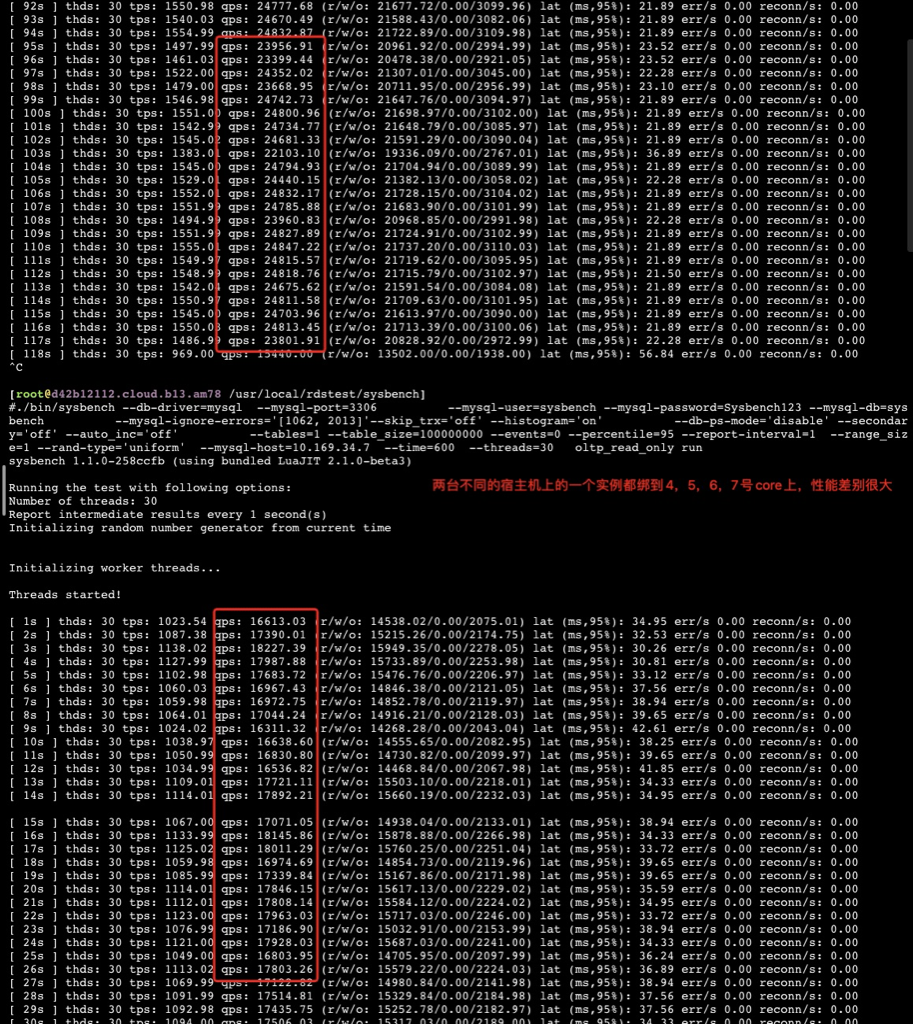 [ 92s ] thds: 30 tps: 1550.98 qps: 24777.68 (r/w/o: 21677.72/0.00/3099.96) lat (ms,95%): 21.89 err/s 0.00 reconn/s: 0.00
[ 93s ] thds: 30 tps: 1540.03 qps: 24670.49 (r/w/o: 21588.43/0.00/3082.06) lat (ms,95%): 21.89 err/s 0.00 reconn/s: 0.00
[ 94s ] thds: 30 tps: 1554.99 qps: 24832.87 (r/w/o: 21722.89/0.00/3109.98) lat (ms,95%): 21.89 err/s 0.00 reconn/s: 0.00
[ 95s ] thds: 30 tps: 1497.99 qps: 23956.91 (r/w/o: 20961.92/0.00/2994.99) lat (ms,95%): 23.52 err/s 0.00 reconn/s: 0.00
[ 96s ] thds: 30 tps: 1461.03 qps: 23399.44 (r/w/o: 20478.38/0.00/2921.05) lat (ms,95%): 23.52 err/s 0.00 reconn/s: 0.00
[ 97s ] thds: 30 tps: 1522.00 qps: 24352.02 (r/w/o: 21307.01/0.00/3045.00) lat (ms,95%): 22.28 err/s 0.00 reconn/s: 0.00
[ 98s ] thds: 30 tps: 1479.00 qps: 23668.95 (r/w/o: 20711.95/0.00/2956.99) lat (ms,95%): 23.10 err/s 0.00 reconn/s: 0.00
[ 99s ] thds: 30 tps: 1546.98 qps: 24742.73 (r/w/o: 21647.76/0.00/3094.97) lat (ms,95%): 21.89 err/s 0.00 reconn/s: 0.00
[ 100s ] thds: 30 tps: 1551.00 qps: 24800.96 (r/w/o: 21698.97/0.00/3102.00) lat (ms,95%): 21.89 err/s 0.00 reconn/s: 0.00
[ 101s ] thds: 30 tps: 1542.99 qps: 24734.77 (r/w/o: 21648.79/0.00/3085.97) lat (ms,95%): 21.89 err/s 0.00 reconn/s: 0.00
[ 102s ] thds: 30 tps: 1545.02 qps: 24681.33 (r/w/o: 21591.29/0.00/3090.04) lat (ms,95%): 21.89 err/s 0.00 reconn/s: 0.00
[ 103s ] thds: 30 tps: 1383.01 qps: 22103.10 (r/w/o: 19336.09/0.00/2767.01) lat (ms,95%): 36.89 err/s 0.00 reconn/s: 0.00
[ 104s ] thds: 30 tps: 1545.00 qps: 24794.93 (r/w/o: 21704.94/0.00/3089.99) lat (ms,95%): 21.89 err/s 0.00 reconn/s: 0.00
[ 105s ] thds: 30 tps: 1529.01 qps: 24440.15 (r/w/o: 21382.13/0.00/3058.02) lat (ms,95%): 22.28 err/s 0.00 reconn/s: 0.00
[ 106s ] thds: 30 tps: 1552.01 qps: 24832.17 (r/w/o: 21728.15/0.00/3104.02) lat (ms,95%): 21.89 err/s 0.00 reconn/s: 0.00
[ 107s ] thds: 30 tps: 1551.99 qps: 24785.88 (r/w/o: 21683.90/0.00/3101.99) lat (ms,95%): 21.89 err/s 0.00 reconn/s: 0.00
[ 108s ] thds: 30 tps: 1494.99 qps: 23960.83 (r/w/o: 20968.85/0.00/2991.98) lat (ms,95%): 22.28 err/s 0.00 reconn/s: 0.00
[ 109s ] thds: 30 tps: 1551.99 qps: 24827.89 (r/w/o: 21724.91/0.00/3102.99) lat (ms,95%): 21.89 err/s 0.00 reconn/s: 0.00
[ 110s ] thds: 30 tps: 1555.01 qps: 24847.22 (r/w/o: 21737.20/0.00/3110.03) lat (ms,95%): 21.89 err/s 0.00 reconn/s: 0.00
[ 111s ] thds: 30 tps: 1549.97 qps: 24815.57 (r/w/o: 21719.62/0.00/3095.95) lat (ms,95%): 21.89 err/s 0.00 reconn/s: 0.00
[ 112s ] thds: 30 tps: 1548.99 qps: 24818.76 (r/w/o: 21715.79/0.00/3102.97) lat (ms,95%): 21.50 err/s 0.00 reconn/s: 0.00
[ 113s ] thds: 30 tps: 1542.04 qps: 24675.62 (r/w/o: 21591.54/0.00/3084.08) lat (ms,95%): 21.89 err/s 0.00 reconn/s: 0.00
[ 114s ] thds: 30 tps: 1550.97 qps: 24811.58 (r/w/o: 21709.63/0.00/3101.95) lat (ms,95%): 21.89 err/s 0.00 reconn/s: 0.00
[ 115s ] thds: 30 tps: 1545.00 qps: 24703.96 (r/w/o: 21613.97/0.00/3090.00) lat (ms,95%): 21.89 err/s 0.00 reconn/s: 0.00
[ 116s ] thds: 30 tps: 1550.03 qps: 24813.45 (r/w/o: 21713.39/0.00/3100.06) lat (ms,95%): 21.89 err/s 0.00 reconn/s: 0.00
[ 117s ] thds: 30 tps: 1486.99 qps: 23801.91 (r/w/o: 20828.92/0.00/2972.99) lat (ms,95%): 22.28 err/s 0.00 reconn/s: 0.00
[ 118s ] thds: 30 tps: 969.00 qps: 15440.00 (r/w/o: 13502.00/0.00/1938.00) lat (ms,95%): 56.84 err/s 0.00 reconn/s: 0.00
^C
[root@d42b12112.cloud.b13.am78 /usr/local/rdstest/sysbench]
#./bin/sysbench --db-driver=mysql --mysql-port=3306 --mysql-user=sysbench --mysql-password=Sysbench123 --mysql-db=sys
bench --mysql-ignore-errors='[1062, 2013]'--skip_trx='off' --histogram='on' --db-ps-mode='disable' --secondar
y='off' --auto_inc='off' --tables=1 --table_size=100000000 --events=0 --percentile=95 --report-interval=1 --range_siz
e=1 --rand-type='uniform' --mysql-host=10.169.34.7 --time=600 --threads=30 oltp_read_only run
sysbench 1.1.0-258ccfb (using bundled LuaJIT 2.1.0-beta3)
Running the test with following options:
两台不同的宿主机上的一个实例都绑到4，5，6，7号core上，性能差别很大
Number of threads: 30
Report intermediate results every 1 second(s)
Initializing random number generator from current time
Initializing worker threads...
Threads started!
[ 1s ] thds: 30 tps: 1023.54 qps: 16613.03 (r/w/o: 14538.02/0.00/2075.01) lat (ms,95%): 34.95 err/s 0.00 reconn/s: 0.00
[ 2s ] thds: 30 tps: 1087.38 qps: 17390.01 (r/w/o: 15215.26/0.00/2174.75) lat (ms,95%): 32.53 err/s 0.00 reconn/s: 0.00
[ 3s ] thds: 30 tps: 1138.02 qps: 18227.39 (r/w/o: 15949.35/0.00/2278.05) lat (ms,95%): 30.26 err/s 0.00 reconn/s: 0.00
[ 4s ] thds: 30 tps: 1127.99 qps: 17987.88 (r/w/o: 15733.89/0.00/2253.98) lat (ms,95%): 30.81 err/s 0.00 reconn/s: 0.00
[ 5s ] thds: 30 tps: 1102.98 qps: 17683.72 (r/w/o: 15476.76/0.00/2206.97) lat (ms,95%): 33.12 err/s 0.00 reconn/s: 0.00
[ 6s ] thds: 30 tps: 1060.03 qps: 16967.43 (r/w/o: 14846.38/0.00/2121.05) lat (ms,95%): 37.56 err/s 0.00 reconn/s: 0.00
[ 7s ] thds: 30 tps: 1059.98 qps: 16972.75 (r/w/o: 14852.78/0.00/2119.97) lat (ms,95%): 38.94 err/s 0.00 reconn/s: 0.00
[ 8s ] thds: 30 tps: 1064.01 qps: 17044.24 (r/w/o: 14916.21/0.00/2128.03) lat (ms,95%): 39.65 err/s 0.00 reconn/s: 0.00
[ 9s ] thds: 30 tps: 1024.02 qps: 16311.32 (r/w/o: 14268.28/0.00/2043.04) lat (ms,95%): 42.61 err/s 0.00 reconn/s: 0.00
[ 10s ] thds: 30 tps: 1038.97 qps: 16638.60 (r/w/o: 14555.65/0.00/2082.95) lat (ms,95%): 38.25 err/s 0.00 reconn/s: 0.00
[ 11s ] thds: 30 tps: 1050.99 qps: 16830.80 (r/w/o: 14730.82/0.00/2099.97) lat (ms,95%): 39.65 err/s 0.00 reconn/s: 0.00
[ 12s ] thds: 30 tps: 1034.99 qps: 16536.82 (r/w/o: 14468.84/0.00/2067.98) lat (ms,95%): 41.85 err/s 0.00 reconn/s: 0.00
[ 13s ] thds: 30 tps: 1109.01 qps: 17721.11 (r/w/o: 15503.10/0.00/2218.01) lat (ms,95%): 34.33 err/s 0.00 reconn/s: 0.00
[ 14s ] thds: 30 tps: 1114.01 qps: 17892.21 (r/w/o: 15660.19/0.00/2232.03) lat (ms,95%): 34.95 err/s 0.00 reconn/s: 0.00
[ 15s ] thds: 30 tps: 1067.00 qps: 17071.05 (r/w/o: 14938.04/0.00/2133.01) lat (ms,95%): 38.94 err/s 0.00 reconn/s: 0.00
[ 16s ] thds: 30 tps: 1133.99 qps: 18145.86 (r/w/o: 15878.88/0.00/2266.98) lat (ms,95%): 34.33 err/s 0.00 reconn/s: 0.00
[ 17s ] thds: 30 tps: 1125.02 qps: 18011.29 (r/w/o: 15760.25/0.00/2251.04) lat (ms,95%): 33.72 err/s 0.00 reconn/s: 0.00
[ 18s ] thds: 30 tps: 1059.98 qps: 16974.69 (r/w/o: 14854.73/0.00/2119.96) lat (ms,95%): 39.65 err/s 0.00 reconn/s: 0.00
[ 19s ] thds: 30 tps: 1085.99 qps: 17339.84 (r/w/o: 15167.86/0.00/2171.98) lat (ms,95%): 39.65 err/s 0.00 reconn/s: 0.00
[ 20s ] thds: 30 tps: 1114.01 qps: 17846.15 (r/w/o: 15617.13/0.00/2229.02) lat (ms,95%): 35.59 err/s 0.00 reconn/s: 0.00
[ 21s ] thds: 30 tps: 1112.01 qps: 17808.14 (r/w/o: 15584.12/0.00/2224.02) lat (ms,95%): 34.95 err/s 0.00 reconn/s: 0.00
[ 22s ] thds: 30 tps: 1123.00 qps: 17963.03 (r/w/o: 15717.03/0.00/2246.00) lat (ms,95%): 33.72 err/s 0.00 reconn/s: 0.00
[ 23s ] thds: 30 tps: 1076.99 qps: 17186.90 (r/w/o: 15032.91/0.00/2153.99) lat (ms,95%): 38.94 err/s 0.00 reconn/s: 0.00
[ 24s ] thds: 30 tps: 1121.00 qps: 17928.03 (r/w/o: 15687.03/0.00/2241.00) lat (ms,95%): 34.33 err/s 0.00 reconn/s: 0.00
[ 25s ] thds: 30 tps: 1049.00 qps: 16803.95 (r/w/o: 14705.95/0.00/2097.99) lat (ms,95%): 36.24 err/s 0.00 reconn/s: 0.00
[ 26s ] thds: 30 tps: 1113.02 qps: 17803.26 (r/w/o: 15579.22/0.00/2224.03) lat (ms,95%): 36.89 err/s 0.00 reconn/s: 0.00
[ 27s ] thds: 30 tps: 1069.99 qps: 17122.82 (r/w/o: 14980.84/0.00/2141.98) lat (ms,95%): 38.94 err/s 0.00 reconn/s: 0.00
[ 28s ] thds: 30 tps: 1091.99 qps: 17514.81 (r/w/o: 15329.84/0.00/2184.98) lat (ms,95%): 37.56 err/s 0.00 reconn/s: 0.00
[ 29s ] thds: 30 tps: 1092.98 qps: 17435.75 (r/w/o: 15252.78/0.00/2182.97) lat (ms,95%): 37.56 err/s 0.00 reconn/s: 0.00
[ 30s ] thds: 30 tps: 1094.00 qps: 17506.03 (r/w/o: 15317.03/0.00/2189.00) lat (ms,95%): 34.33 err/s 0.00 reconn/s: 0.00